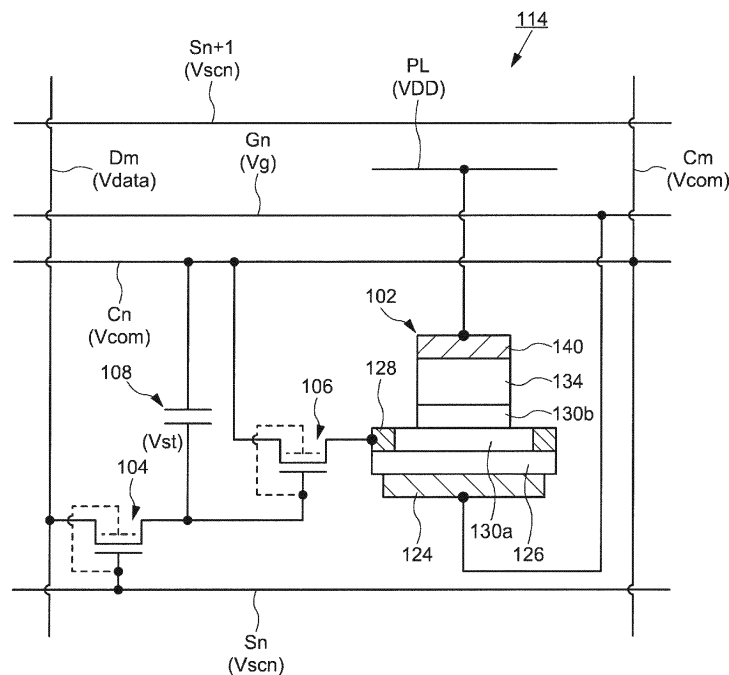 114
Sn+1
(Vscn)
PL
(VDD)
Gn
(Vg)
Dm
(Vdata)
Cm
(Vcom)
Cn
(Vcom)
102
140
108
134
106
128
130b
(Vst)
104
130a
124
126
Sn
(Vscn)